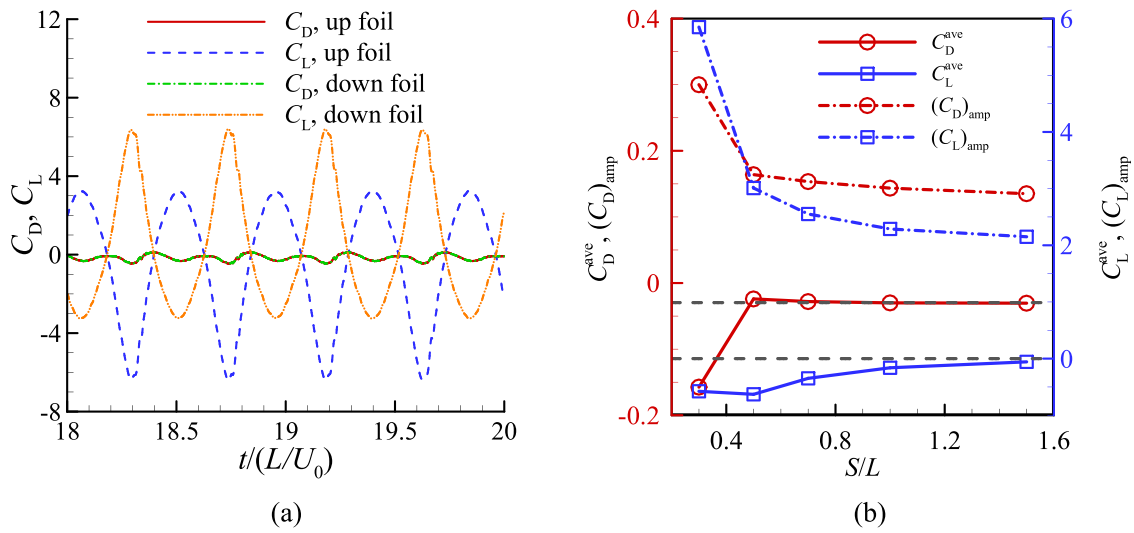 12
8
4
0
-4
-8
C_D, C_L
C_D, up foil
C_L, up foil
C_D, down foil
C_L, down foil
18 18.5 19 19.5 20
t/(L/U_0)
(a)
0.4
0.2
0
-0.2
C_D^ave, (C_D)_amp
C_D^ave
C_L^ave
(C_D)_amp
(C_L)_amp
6
4
2
0
C_L^ave, (C_L)_amp
0.4 0.8 1.2 1.6
S/L
(b)